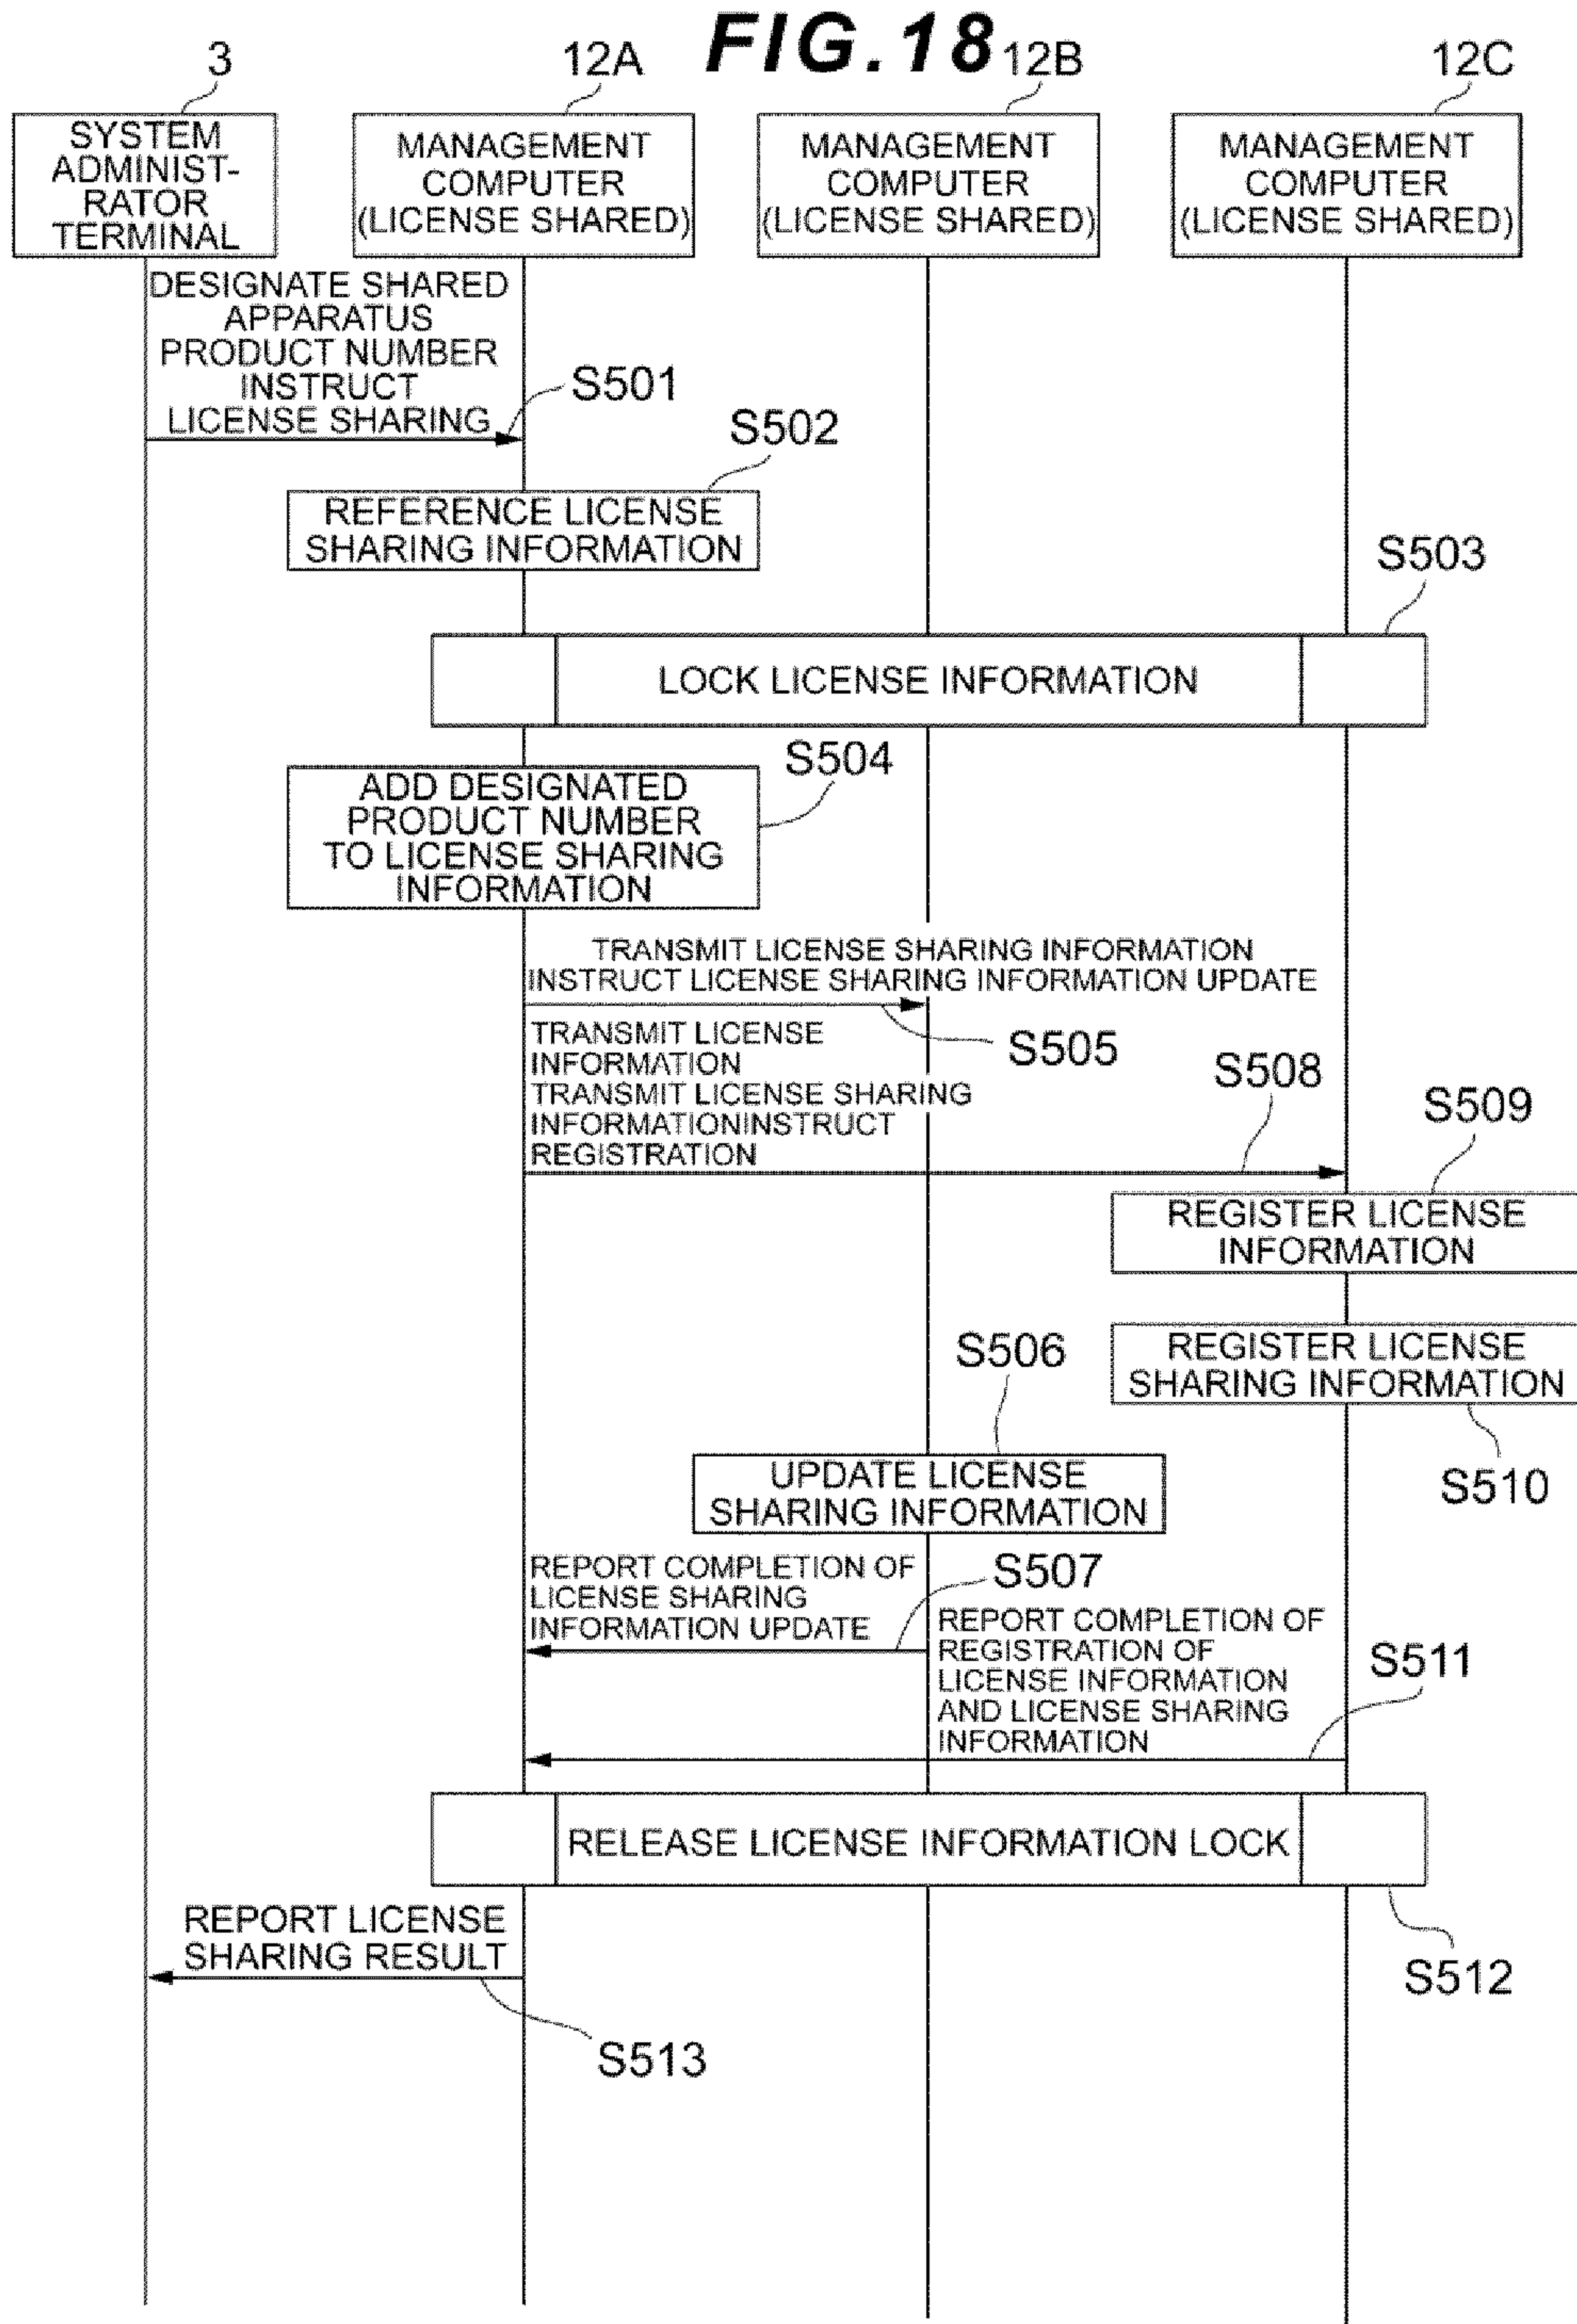 FIG.18
3
12A
12B
12C
SYSTEM
ADMINIST-
RATOR
TERMINAL
MANAGEMENT
COMPUTER
(LICENSE SHARED)
MANAGEMENT
COMPUTER
(LICENSE SHARED)
MANAGEMENT
COMPUTER
(LICENSE SHARED)
DESIGNATE SHARED
APPARATUS
PRODUCT NUMBER
INSTRUCT
LICENSE SHARING
S501
S502
REFERENCE LICENSE
SHARING INFORMATION
S503
LOCK LICENSE INFORMATION
S504
ADD DESIGNATED
PRODUCT NUMBER
TO LICENSE SHARING
INFORMATION
TRANSMIT LICENSE SHARING INFORMATION
INSTRUCT LICENSE SHARING INFORMATION UPDATE
S505
TRANSMIT LICENSE
INFORMATION
TRANSMIT LICENSE SHARING
INFORMATIONINSTRUCT
REGISTRATION
S508
S509
REGISTER LICENSE
INFORMATION
REGISTER LICENSE
SHARING INFORMATION
S510
S506
UPDATE LICENSE
SHARING INFORMATION
REPORT COMPLETION OF
LICENSE SHARING
INFORMATION UPDATE
S507
REPORT COMPLETION OF
REGISTRATION OF
LICENSE INFORMATION
AND LICENSE SHARING
INFORMATION
S511
RELEASE LICENSE INFORMATION LOCK
S512
REPORT LICENSE
SHARING RESULT
S513